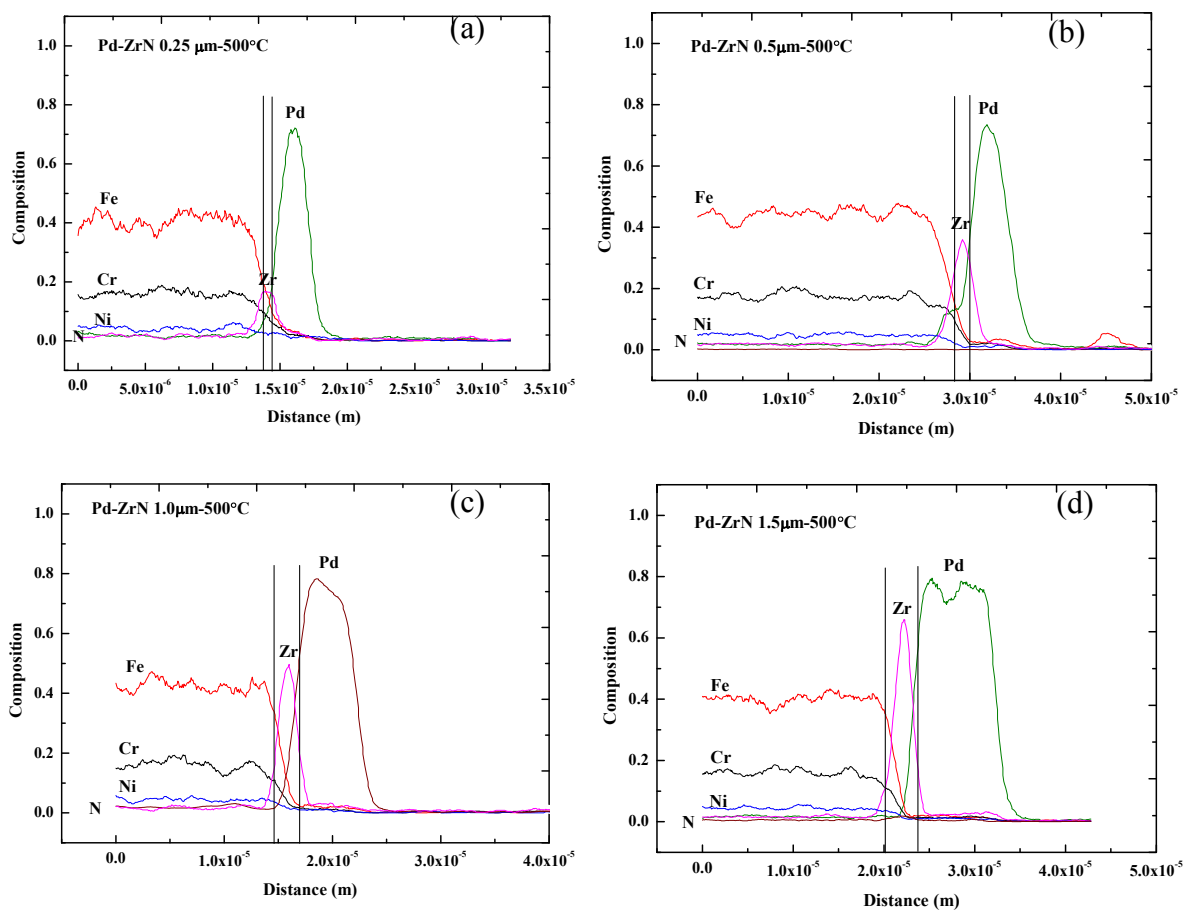 (a)
Pd-ZrN 0.25 μm-500°C
1.0
0.8
0.6
0.4
0.2
0.0
Composition
Pd
Fe
Cr
Zr
Ni
N
0.0 5.0x10⁻⁶ 1.0x10⁻⁵ 1.5x10⁻⁵ 2.0x10⁻⁵ 2.5x10⁻⁵ 3.0x10⁻⁵ 3.5x10⁻⁵
Distance (m)
(b)
Pd-ZrN 0.5μm-500°C
1.0
0.8
0.6
0.4
0.2
0.0
Composition
Pd
Fe
Zr
Cr
Ni
N
0.0 1.0x10⁻⁵ 2.0x10⁻⁵ 3.0x10⁻⁵ 4.0x10⁻⁵ 5.0x10⁻⁵
Distance (m)
(c)
Pd-ZrN 1.0μm-500°C
1.0
0.8
0.6
0.4
0.2
0.0
Composition
Pd
Zr
Fe
Cr
Ni
N
0.0 1.0x10⁻⁵ 2.0x10⁻⁵ 3.0x10⁻⁵ 4.0x10⁻⁵
Distance (m)
(d)
Pd-ZrN 1.5μm-500°C
1.0
0.8
0.6
0.4
0.2
0.0
Composition
Pd
Zr
Fe
Cr
Ni
N
0.0 1.0x10⁻⁵ 2.0x10⁻⁵ 3.0x10⁻⁵ 4.0x10⁻⁵ 5.0x10⁻⁵
Distance (m)